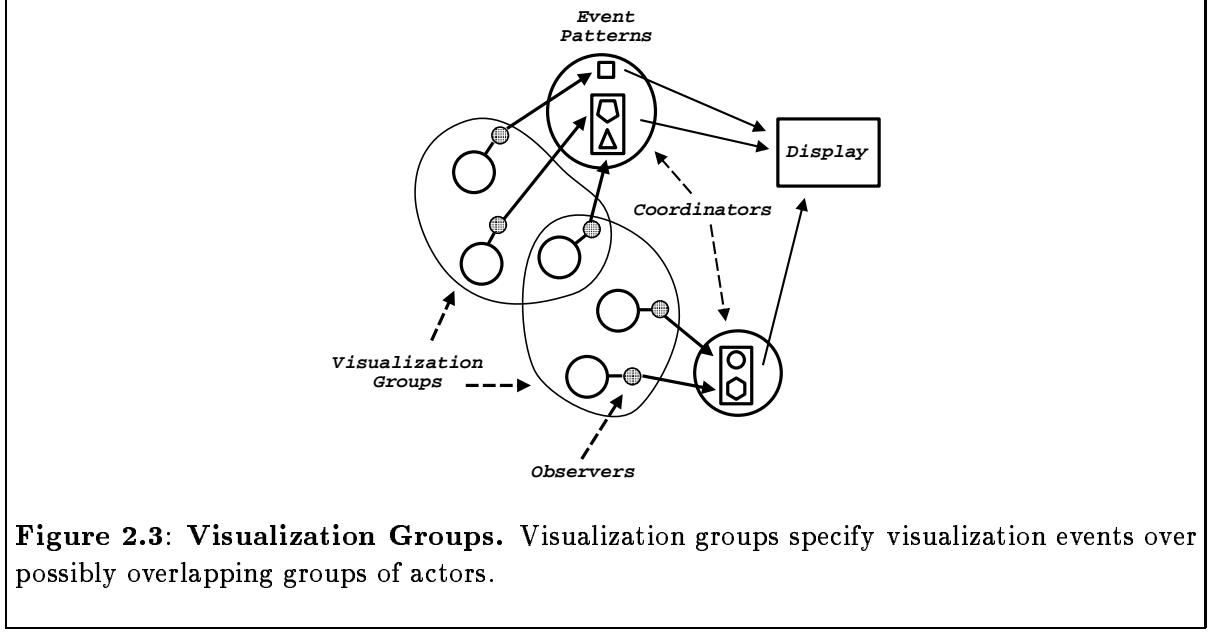 Event
Patterns
Display
Coordinators
Visualization
Groups
Observers
Figure 2.3: Visualization Groups. Visualization groups specify visualization events over
possibly overlapping groups of actors.